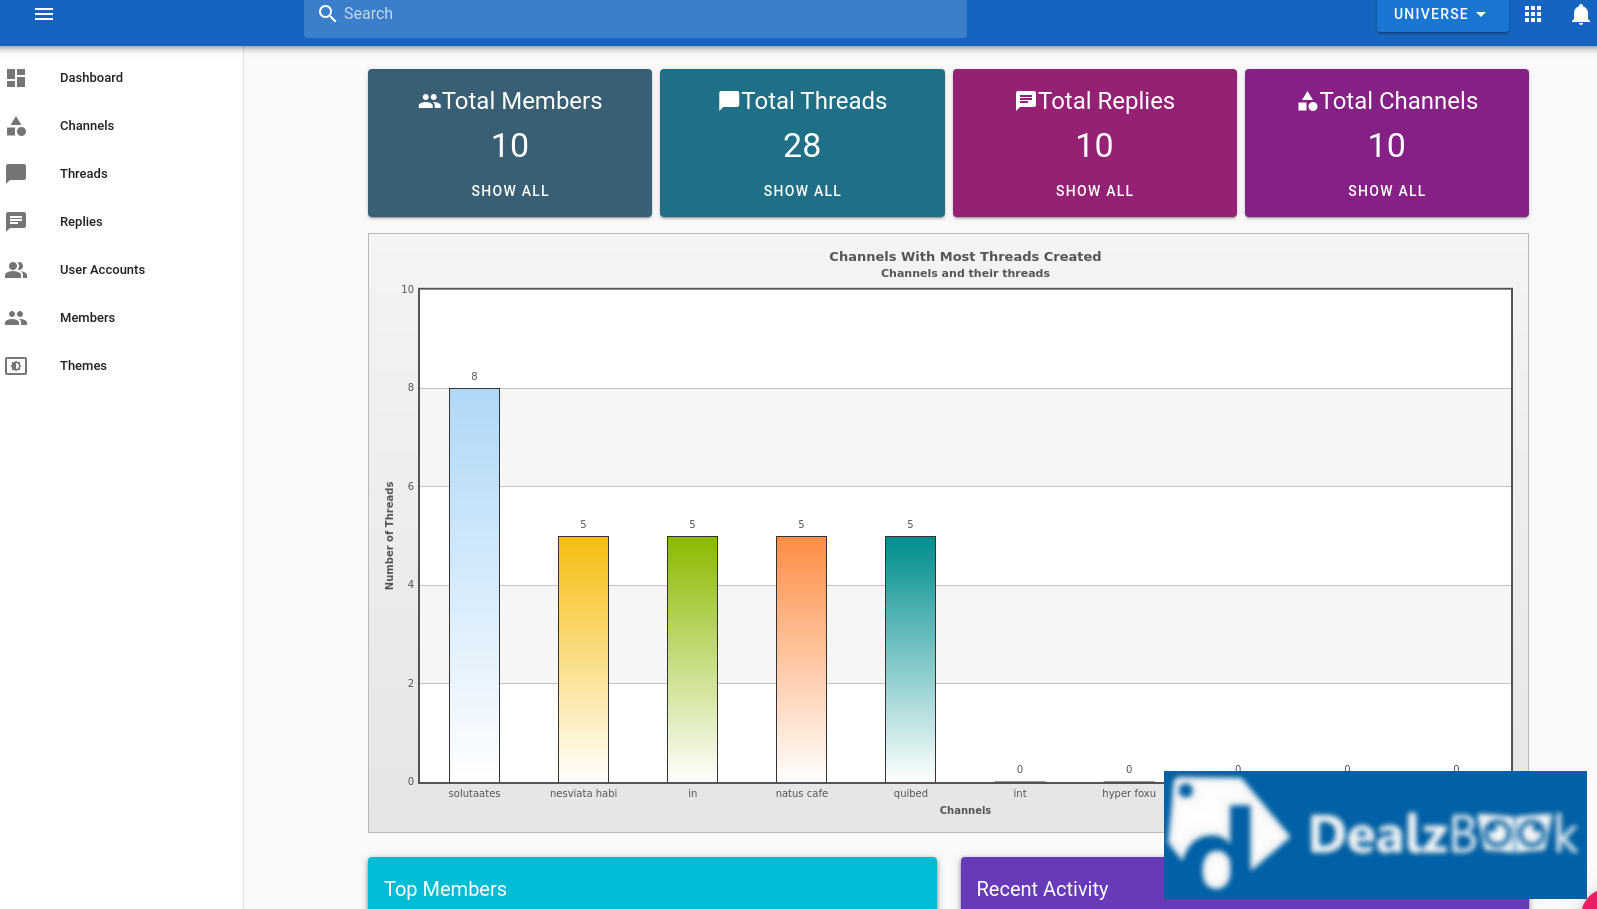 Search
UNIVERSE
Dashboard
Channels
Threads
Replies
User Accounts
Members
Themes
Total Members
10
SHOW ALL
Total Threads
28
SHOW ALL
Total Replies
10
SHOW ALL
Total Channels
10
SHOW ALL
Channels With Most Threads Created
Channels and their threads
Number of Threads
10
8
6
4
2
0
8
5
5
5
5
0
0
0
0
0
solutaates
nesviata habi
in
natus cafe
quibed
int
hyper foxu
Channels
DealzBook
Top Members
Recent Activity